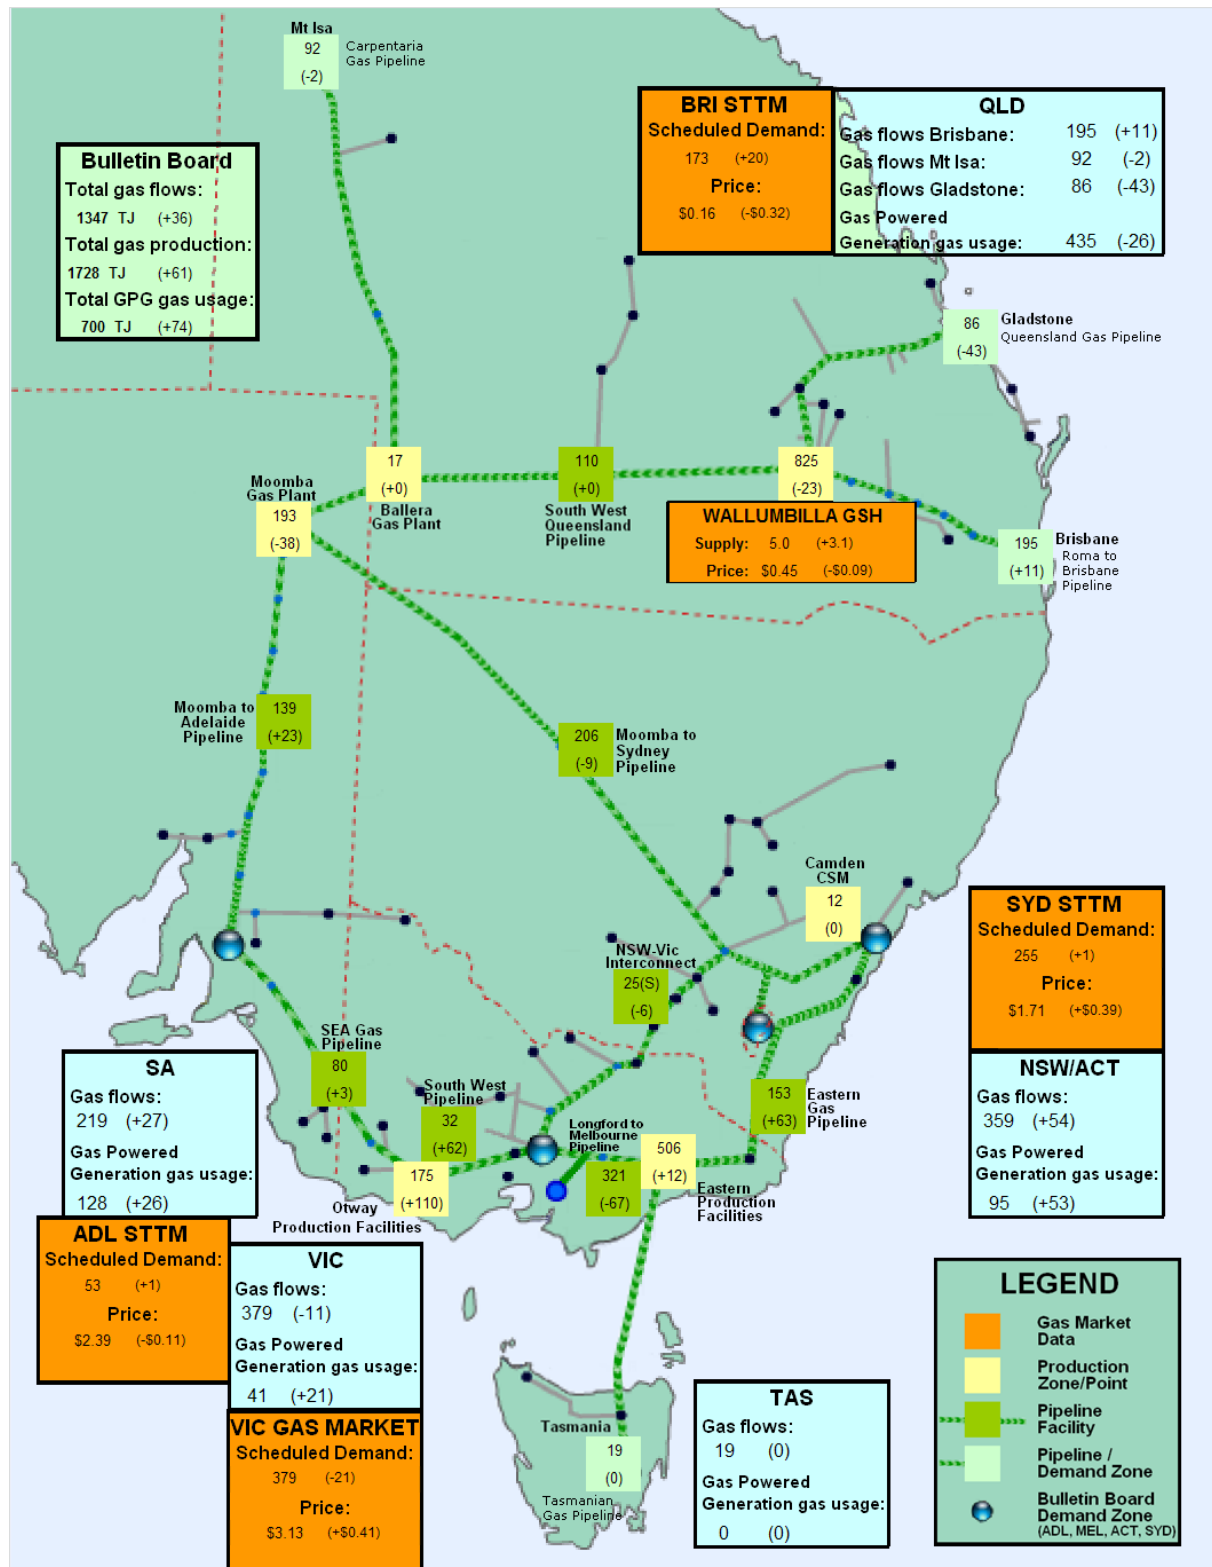 Mt Isa
92
(-2)
Carpentaria
Gas Pipeline
Bulletin Board
Total gas flows:
1347 TJ (+36)
Total gas production:
1728 TJ (+61)
Total GPG gas usage:
700 TJ (+74)
BRI STTM
Scheduled Demand:
173 (+20)
Price:
$0.16 (-$0.32)
QLD
Gas flows Brisbane: 195 (+11)
Gas flows Mt Isa: 92 (-2)
Gas flows Gladstone: 86 (-43)
Gas Powered
Generation gas usage: 435 (-26)
86
(-43)
Gladstone
Queensland Gas Pipeline
Moomba
Gas Plant
193
(-38)
17
(+0)
Ballera
Gas Plant
110
(+0)
South West
Queensland
Pipeline
825
(-23)
WALLUMBILLA GSH
Supply: 5.0 (+3.1)
Price: $0.45 (-$0.09)
195
(+11)
Brisbane
Roma to
Brisbane
Pipeline
Moomba to
Adelaide
Pipeline
139
(+23)
206
(-9)
Moomba to
Sydney
Pipeline
Camden
CSM
12
(0)
SYD STTM
Scheduled Demand:
255 (+1)
Price:
$1.71 (+$0.39)
NSW/ACT
Gas flows:
359 (+54)
Gas Powered
Generation gas usage:
95 (+53)
NSW-Vic
Interconnect
25(S)
(-6)
SEA Gas
Pipeline
80
(+3)
South West
Pipeline
32
(+62)
Longford to
Melbourne
Pipeline
321
(-67)
506
(+12)
Eastern
Production
Facilities
153
(+63)
Eastern
Gas
Pipeline
175
(+110)
Otway
Production Facilities
SA
Gas flows:
219 (+27)
Gas Powered
Generation gas usage:
128 (+26)
ADL STTM
Scheduled Demand:
53 (+1)
Price:
$2.39 (-$0.11)
VIC
Gas flows:
379 (-11)
Gas Powered
Generation gas usage:
41 (+21)
VIC GAS MARKET
Scheduled Demand:
379 (-21)
Price:
$3.13 (+$0.41)
Tasmania
19
(0)
Tasmanian
Gas Pipeline
TAS
Gas flows:
19 (0)
Gas Powered
Generation gas usage:
0 (0)
LEGEND
Gas Market
Data
Production
Zone/Point
Pipeline
Facility
Pipeline /
Demand Zone
Bulletin Board
Demand Zone
(ADL, MEL, ACT, SYD)